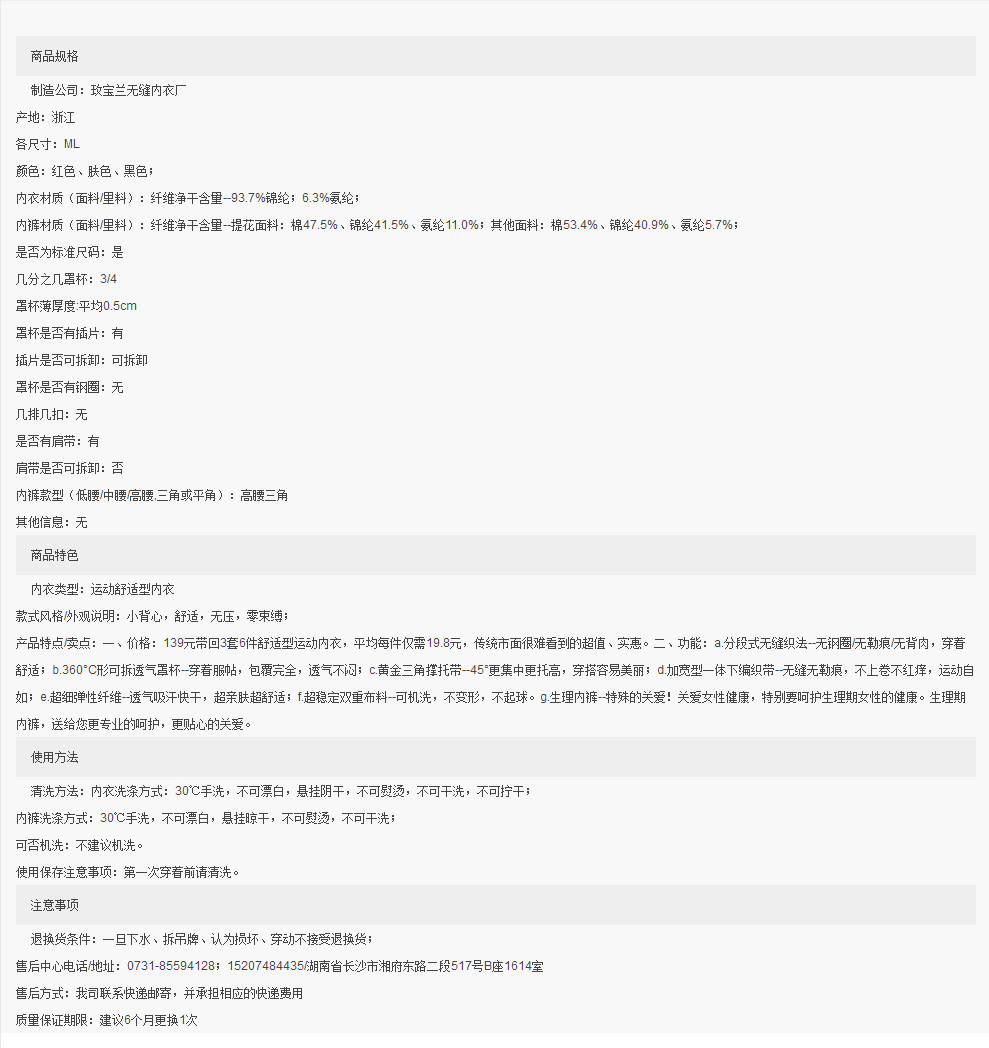 商品规格
制造公司：玫宝兰无缝内衣厂
产地：浙江
各尺寸：ML
颜色：红色、肤色、黑色；
内衣材质（面料/里料）：纤维净干含量--93.7%锦纶；6.3%氨纶；
内裤材质（面料/里料）：纤维净干含量--提花面料：棉47.5%、锦纶41.5%、氨纶11.0%；其他面料：棉53.4%、锦纶40.9%、氨纶5.7%；
是否为标准尺码：是
几分之几罩杯：3/4
罩杯薄厚度:平均0.5cm
罩杯是否有插片：有
插片是否可拆卸：可拆卸
罩杯是否有钢圈：无
几排几扣：无
是否有肩带：有
肩带是否可拆卸：否
内裤款型（低腰/中腰/高腰,三角或平角）：高腰三角
其他信息：无
商品特色
内衣类型：运动舒适型内衣
款式风格/外观说明：小背心，舒适，无压，零束缚；
产品特点/卖点：一、价格：139元带回3套6件舒适型运动内衣，平均每件仅需19.8元，传统市面很难看到的超值、实惠。二、功能：a.分段式无缝织法--无钢圈/无勒痕/无背肉，穿着
舒适；b.360°C形可拆透气罩杯--穿着服帖，包覆完全，透气不闷；c.黄金三角撑托带--45°更集中更托高，穿搭容易美丽；d.加宽型一体下编织带--无缝无勒痕，不上卷不红痒，运动自
如；e.超细弹性纤维--透气吸汗快干，超亲肤超舒适；f.超稳定双重布料--可机洗，不变形，不起球。g.生理内裤--特殊的关爱！关爱女性健康，特别要呵护生理期女性的健康。生理期
内裤，送给您更专业的呵护，更贴心的关爱。
使用方法
清洗方法：内衣洗涤方式：30℃手洗，不可漂白，悬挂阴干，不可熨烫，不可干洗，不可拧干；
内裤洗涤方式：30℃手洗，不可漂白，悬挂晾干，不可熨烫，不可干洗；
可否机洗：不建议机洗。
使用保存注意事项：第一次穿着前请清洗。
注意事项
退换货条件：一旦下水、拆吊牌、认为损坏、穿动不接受退换货；
售后中心电话/地址：0731-85594128；15207484435/湖南省长沙市湘府东路二段517号B座1614室
售后方式：我司联系快递邮寄，并承担相应的快递费用
质量保证期限：建议6个月更换1次